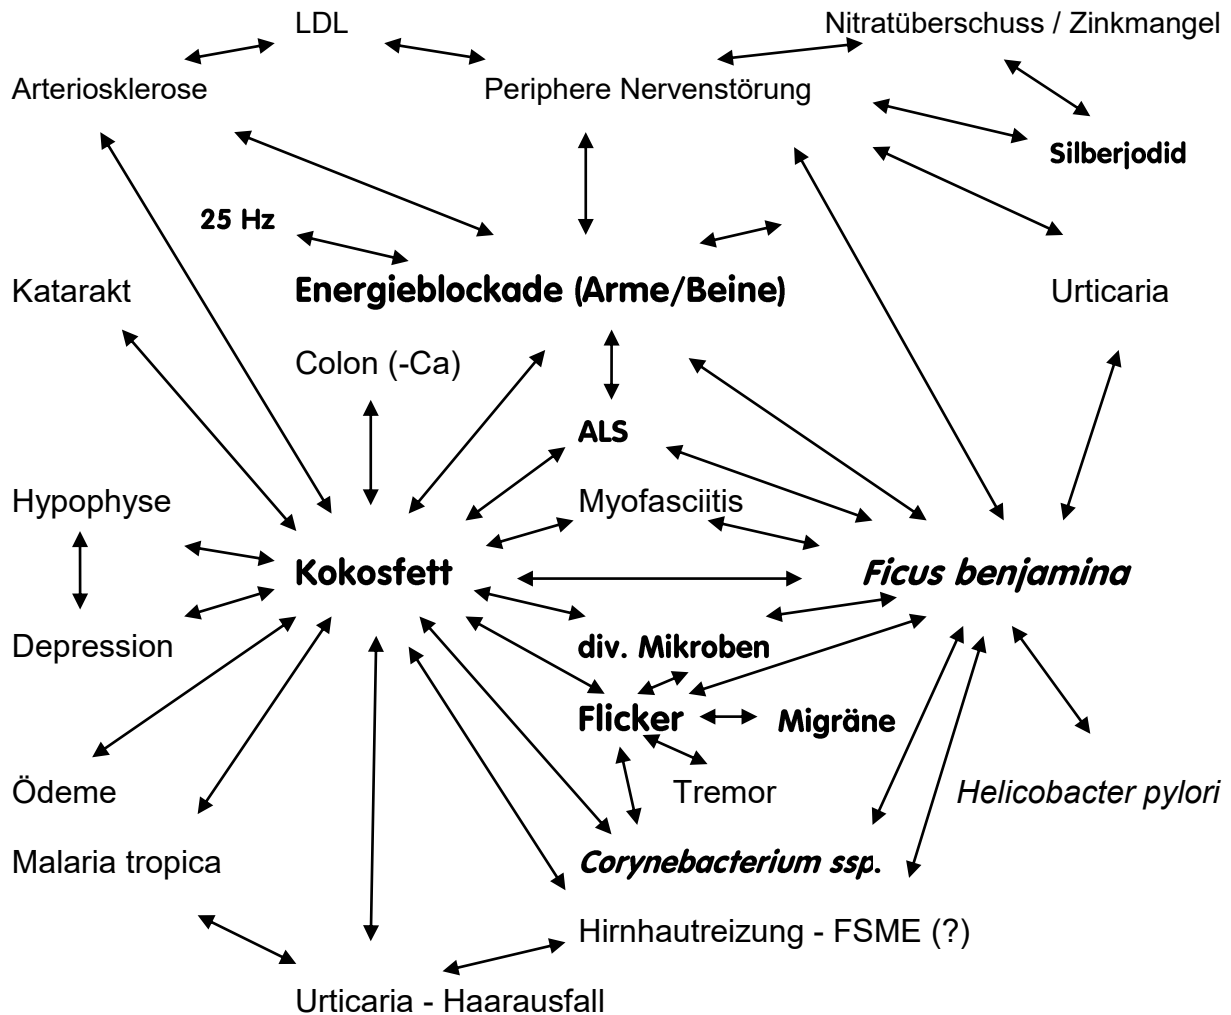 LDL
Nitratüberschuss / Zinkmangel
Arteriosklerose
Periphere Nervenstörung
Silberjodid
25 Hz
Katarakt
Energieblockade (Arme/Beine)
Urticaria
Colon (-Ca)
ALS
Hypophyse
Myofasciitis
Kokosfett
Ficus benjamina
Depression
div. Mikroben
Flicker
Migräne
Ödeme
Tremor
Helicobacter pylori
Malaria tropica
Corynebacterium ssp.
Hirnhautreizung - FSME (?)
Urticaria - Haarausfall